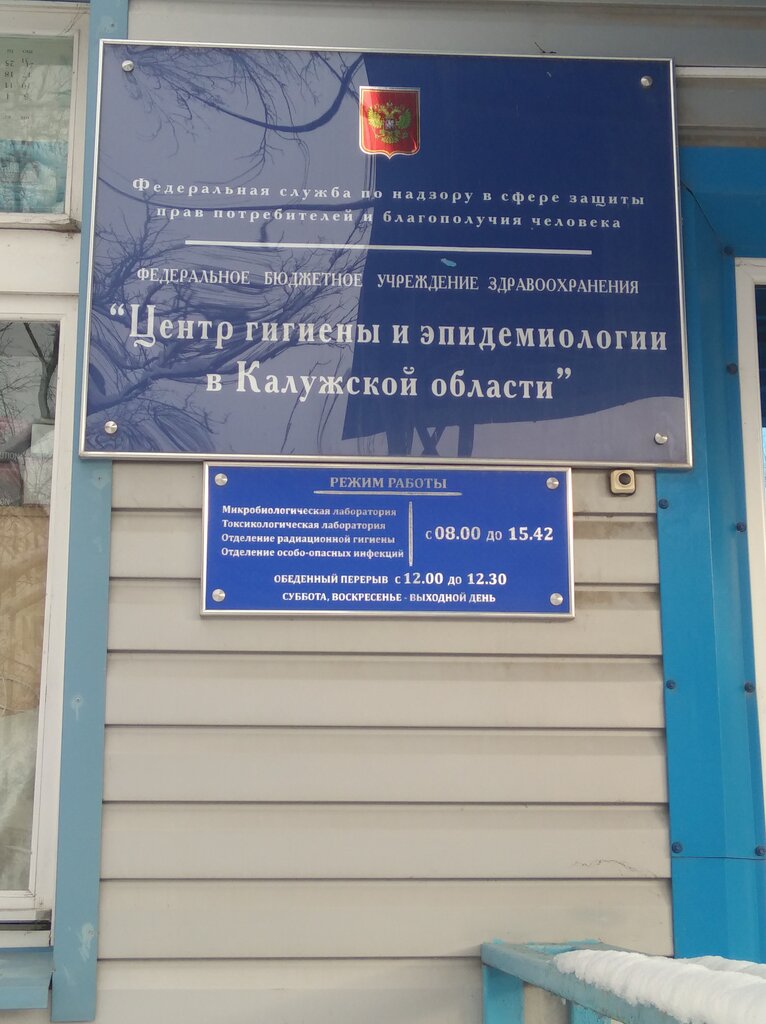 Федеральная служба по надзору в сфере защиты
прав потребителей и благополучия человека
ФЕДЕРАЛЬНОЕ БЮДЖЕТНОЕ УЧРЕЖДЕНИЕ ЗДРАВООХРАНЕНИЯ
“Центр гигиены и эпидемиологии
в Калужской области”
РЕЖИМ РАБОТЫ
Микробиологическая лаборатория
Токсикологическая лаборатория
Отделение радиационной гигиены
Отделение особо-опасных инфекций
с 08.00 до 15.42
ОБЕДЕННЫЙ ПЕРЕРЫВ с 12.00 до 12.30
СУББОТА, ВОСКРЕСЕНЬЕ - ВЫХОДНОЙ ДЕНЬ